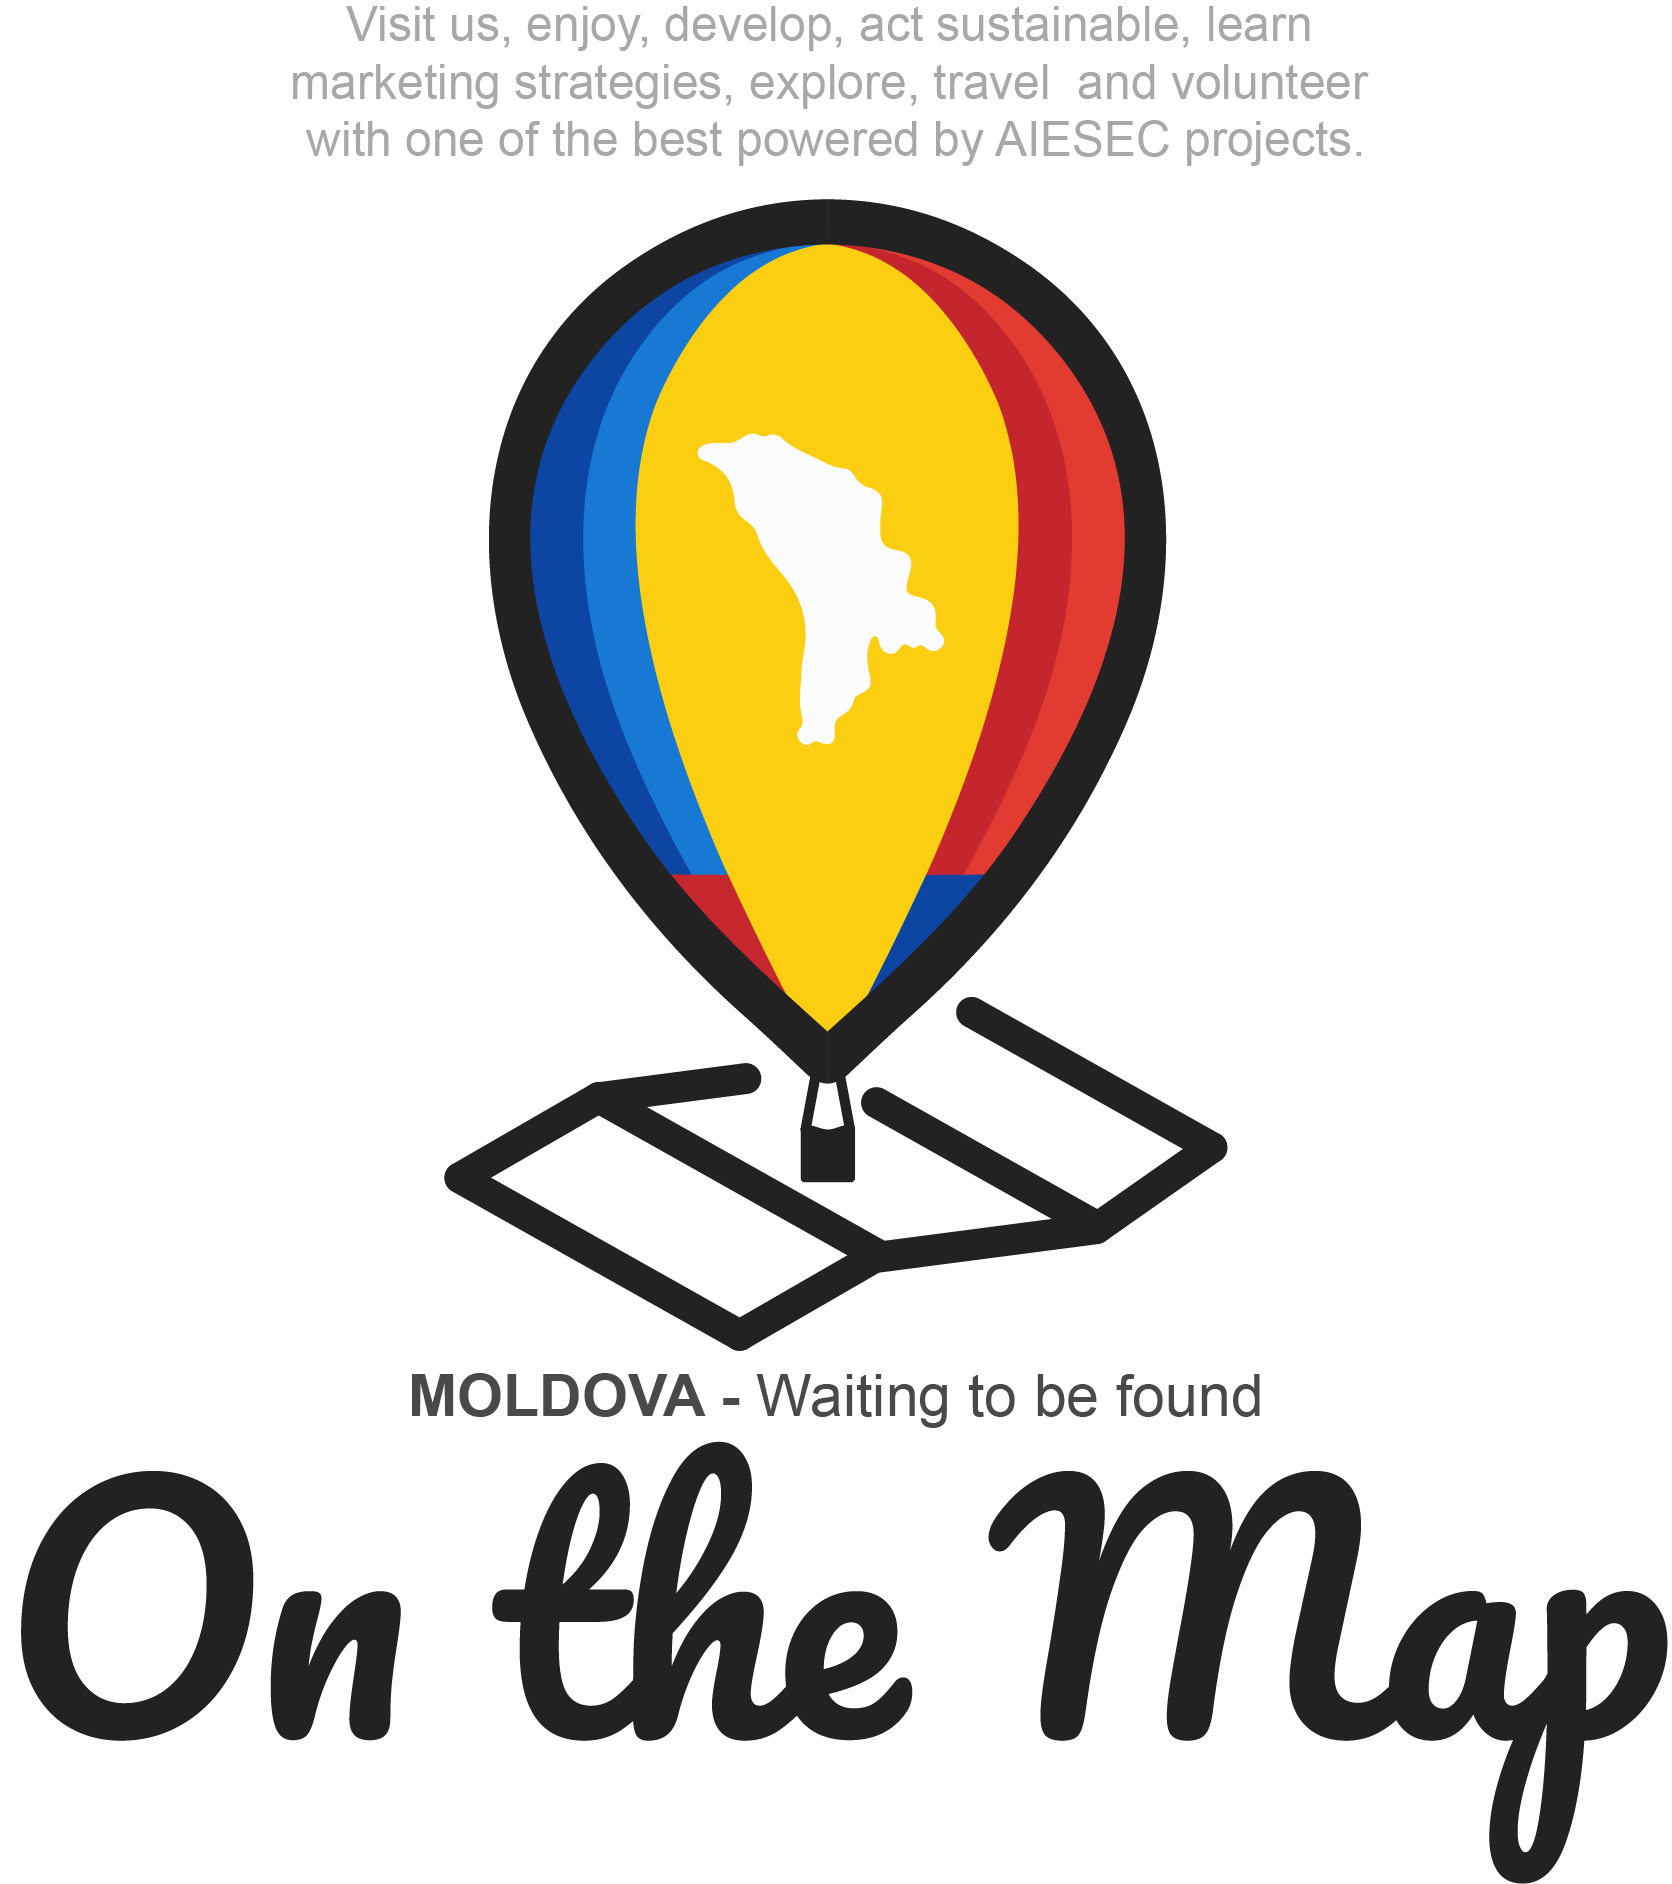 Visit us, enjoy, develop, act sustainable, learn
marketing strategies, explore, travel  and volunteer
with one of the best powered by AIESEC projects.
MOLDOVA - Waiting to be found
On the Map